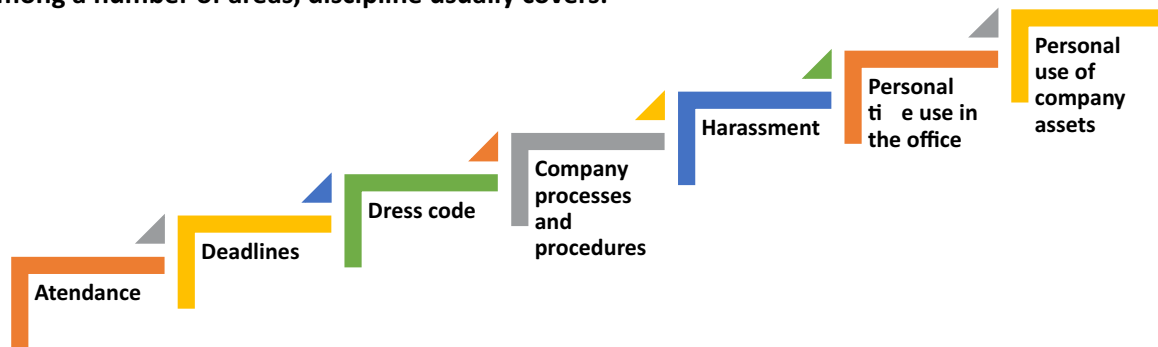 among a number of areas, discipline usually covers:
Atendance
Deadlines
Dress code
Company
processes
and
procedures
Harassment
Personal
ti e use in
the office
Personal
use of
company
assets